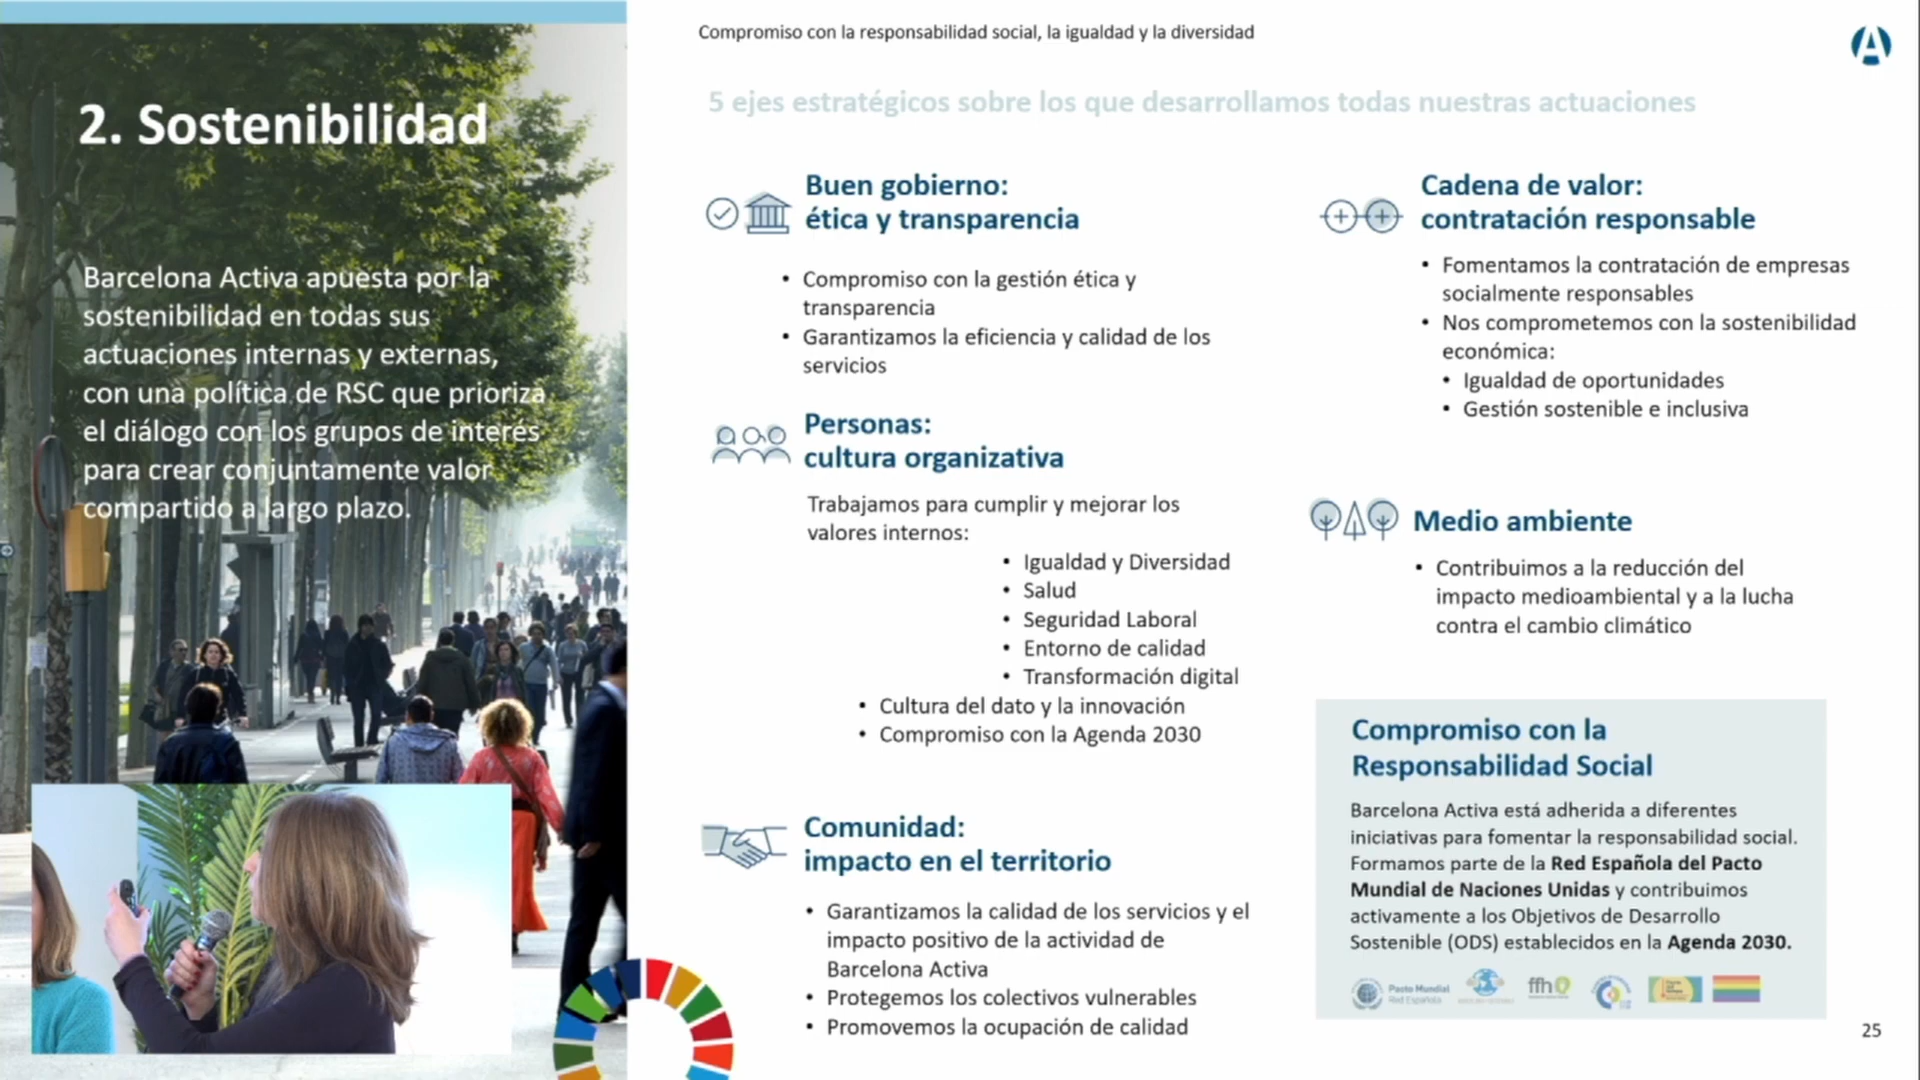 Compromiso con la responsabilidad social, la igualdad y la diversidad
2. Sostenibilidad
Barcelona Activa apuesta por la
sostenibilidad en todas sus
actuaciones internas y externas,
con una política de RSC que prioriza
el diálogo con los grupos de interés
para crear conjuntamente valor
compartido a largo plazo.
5 ejes estratégicos sobre los que desarrollamos todas nuestras actuaciones
Buen gobierno:
ética y transparencia
• Compromiso con la gestión ética y
transparencia
• Garantizamos la eficiencia y calidad de los
servicios
Personas:
cultura organizativa
Trabajamos para cumplir y mejorar los
valores internos:
• Igualdad y Diversidad
• Salud
• Seguridad Laboral
• Entorno de calidad
• Transformación digital
• Cultura del dato y la innovación
• Compromiso con la Agenda 2030
Comunidad:
impacto en el territorio
• Garantizamos la calidad de los servicios y el
impacto positivo de la actividad de
Barcelona Activa
• Protegemos los colectivos vulnerables
• Promovemos la ocupación de calidad
Cadena de valor:
contratación responsable
• Fomentamos la contratación de empresas
socialmente responsables
• Nos comprometemos con la sostenibilidad
económica:
• Igualdad de oportunidades
• Gestión sostenible e inclusiva
Medio ambiente
• Contribuimos a la reducción del
impacto medioambiental y a la lucha
contra el cambio climático
Compromiso con la
Responsabilidad Social
Barcelona Activa está adherida a diferentes
iniciativas para fomentar la responsabilidad social.
Formamos parte de la Red Española del Pacto
Mundial de Naciones Unidas y contribuimos
activamente a los Objetivos de Desarrollo
Sostenible (ODS) establecidos en la Agenda 2030.
Pacto Mundial
Red Española
ffh
25